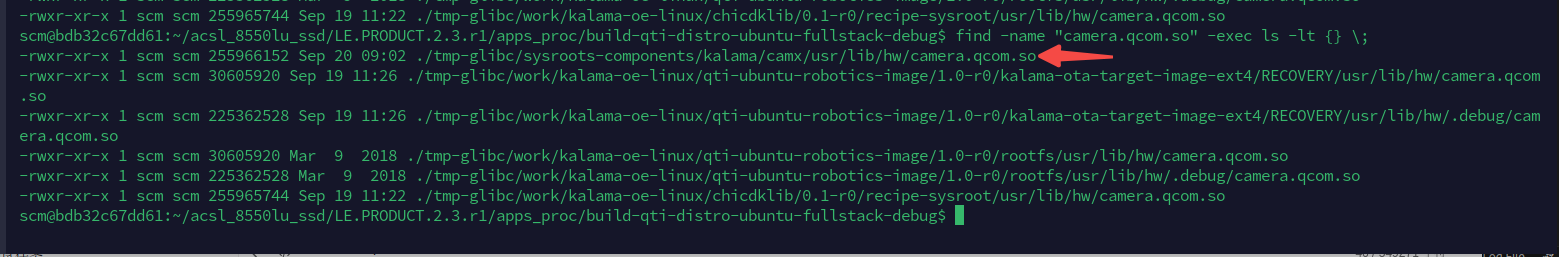 -rwxr-xr-x 1 scm scm 255965744 Sep 19 11:22 ./tmp-glibc/work/kalama-oe-linux/chicdklib/0.1-r0/recipe-sysroot/usr/lib/hw/camera.qcom.so
scm@bdb32c67dd61:~/acsl_8550lu_ssd/LE.PRODUCT.2.3.r1/apps_proc/build-qti-distro-ubuntu-fullstack-debug$ find -name "camera.qcom.so" -exec ls -lt {} \;
-rwxr-xr-x 1 scm scm 255966152 Sep 20 09:02 ./tmp-glibc/sysroots-components/kalama/camx/usr/lib/hw/camera.qcom.so
-rwxr-xr-x 1 scm scm 30605920 Sep 19 11:26 ./tmp-glibc/work/kalama-oe-linux/qti-ubuntu-robotics-image/1.0-r0/kalama-ota-target-image-ext4/RECOVERY/usr/lib/hw/camera.qcom
.so
-rwxr-xr-x 1 scm scm 225362528 Sep 19 11:26 ./tmp-glibc/work/kalama-oe-linux/qti-ubuntu-robotics-image/1.0-r0/kalama-ota-target-image-ext4/RECOVERY/usr/lib/hw/.debug/cam
era.qcom.so
-rwxr-xr-x 1 scm scm 30605920 Mar  9  2018 ./tmp-glibc/work/kalama-oe-linux/qti-ubuntu-robotics-image/1.0-r0/rootfs/usr/lib/hw/camera.qcom.so
-rwxr-xr-x 1 scm scm 225362528 Mar  9  2018 ./tmp-glibc/work/kalama-oe-linux/qti-ubuntu-robotics-image/1.0-r0/rootfs/usr/lib/hw/.debug/camera.qcom.so
-rwxr-xr-x 1 scm scm 255965744 Sep 19 11:22 ./tmp-glibc/work/kalama-oe-linux/chicdklib/0.1-r0/recipe-sysroot/usr/lib/hw/camera.qcom.so
scm@bdb32c67dd61:~/acsl_8550lu_ssd/LE.PRODUCT.2.3.r1/apps_proc/build-qti-distro-ubuntu-fullstack-debug$